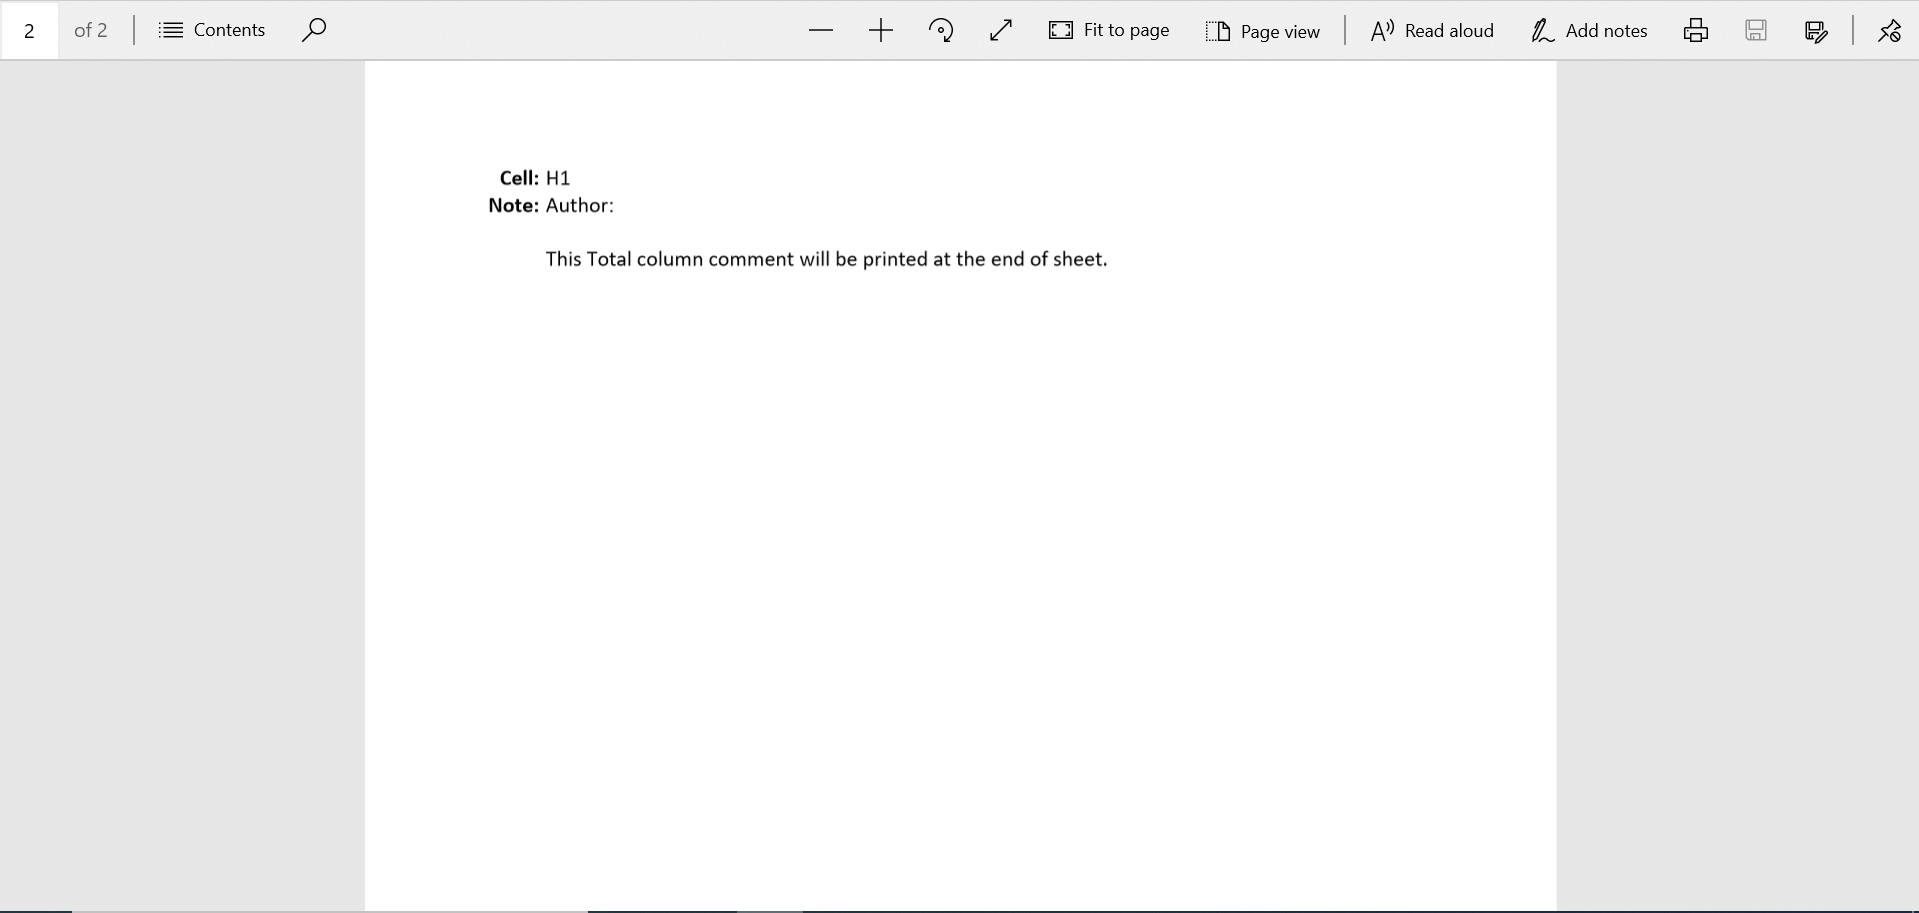 2 of 2 Contents Fit to page Page view Read aloud Add notes
Cell: H1
Note: Author:
This Total column comment will be printed at the end of sheet.